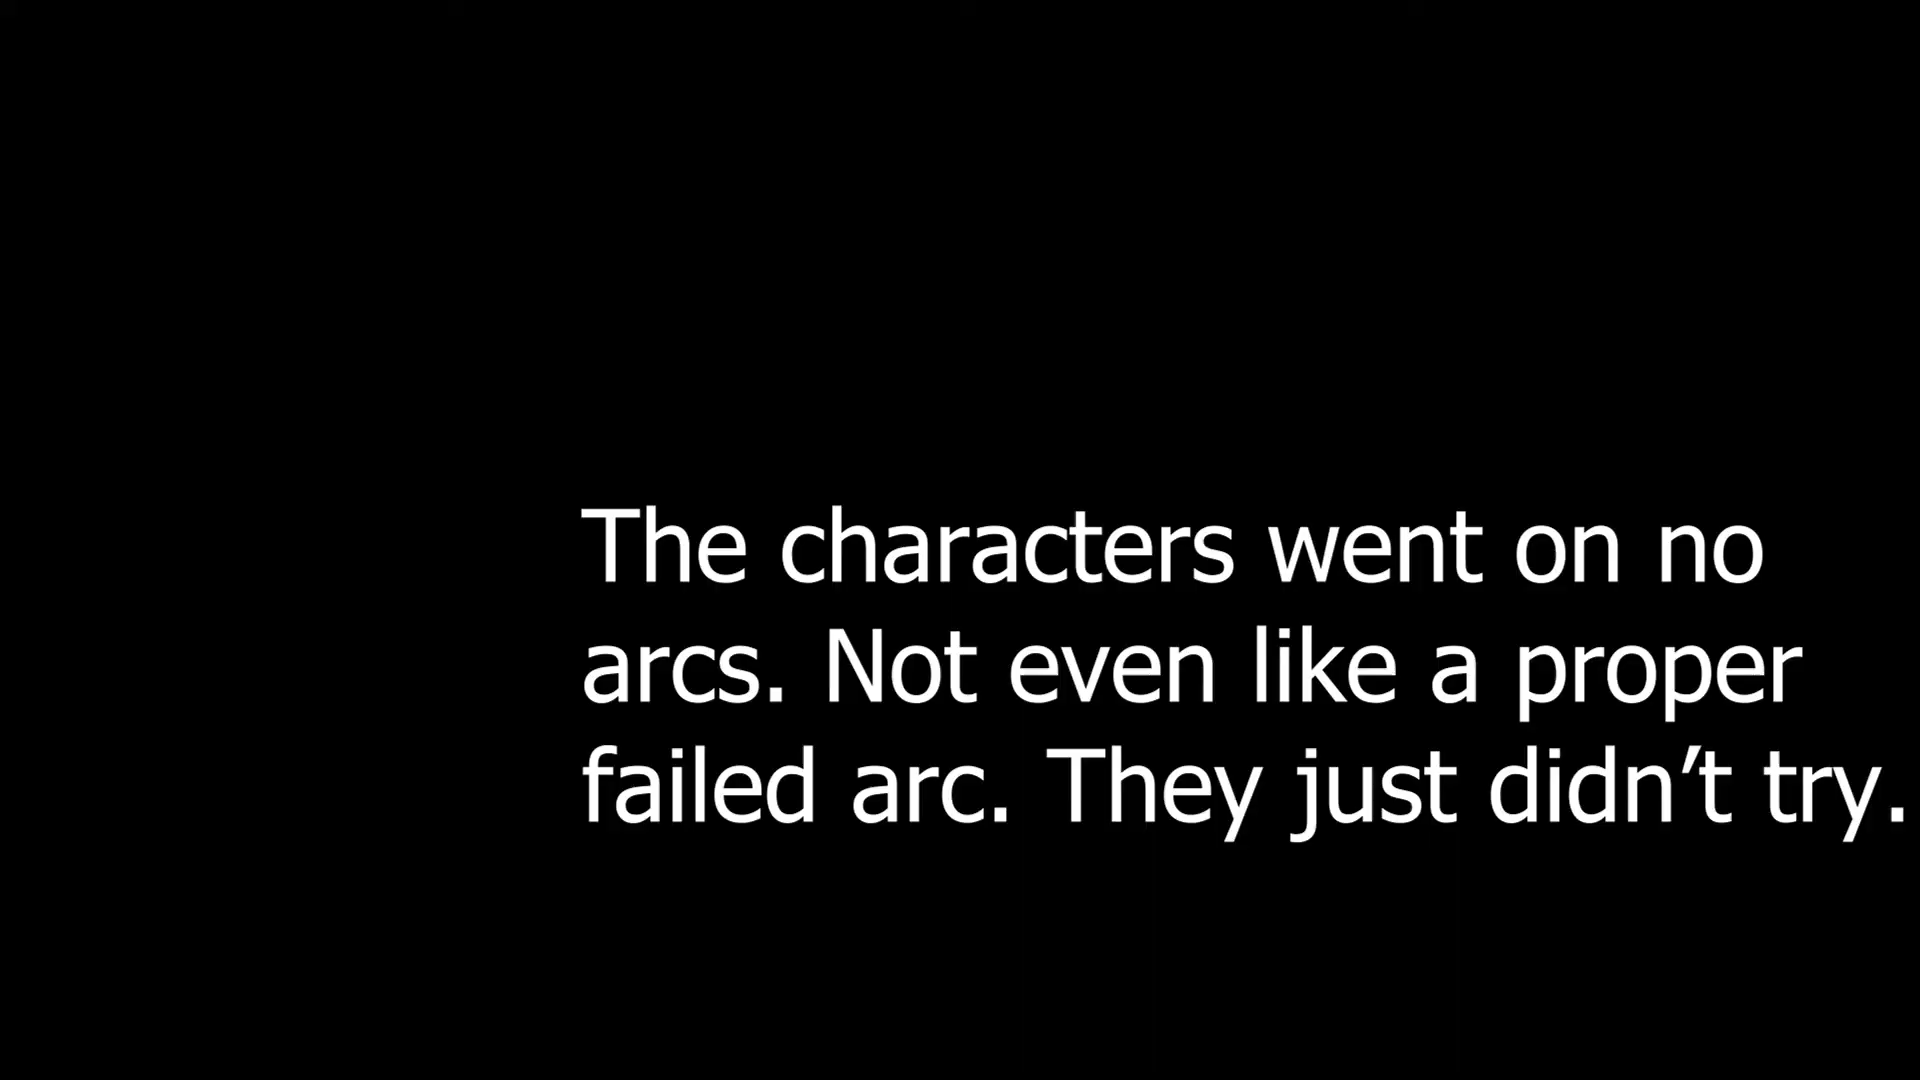 The characters went on no
arcs. Not even like a proper
failed arc. They just didn’t try.